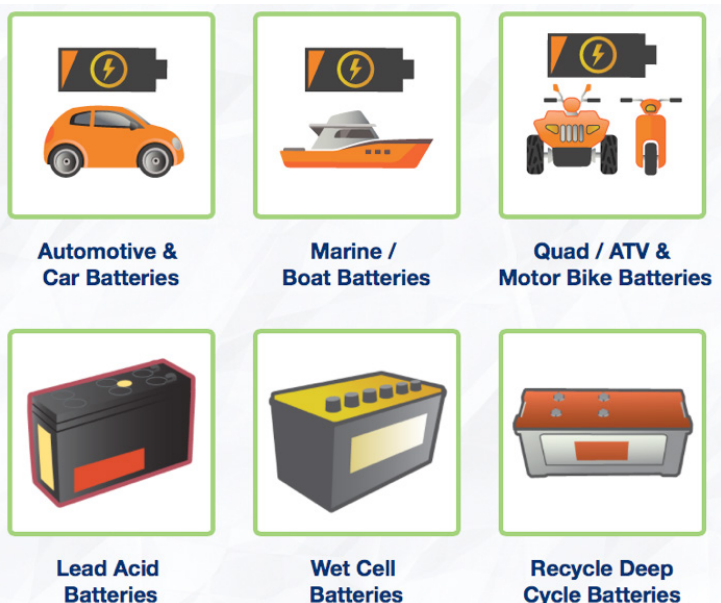 Automotive &
Car Batteries
Marine /
Boat Batteries
Quad / ATV &
Motor Bike Batteries
Lead Acid
Batteries
Wet Cell
Batteries
Recycle Deep
Cycle Batteries